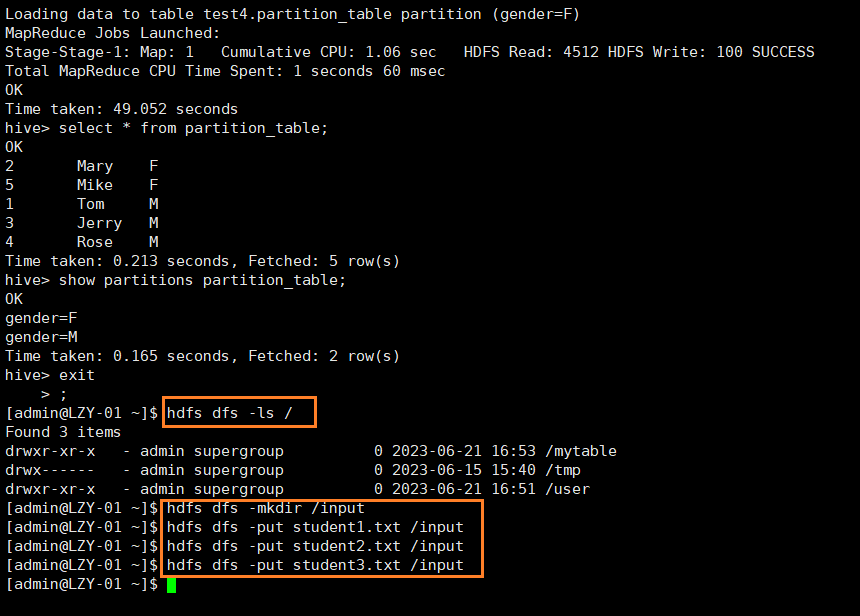 Loading data to table test4.partition_table partition (gender=F)
MapReduce Jobs Launched:
Stage-Stage-1: Map: 1   Cumulative CPU: 1.06 sec   HDFS Read: 4512 HDFS Write: 100 SUCCESS
Total MapReduce CPU Time Spent: 1 seconds 60 msec
OK
Time taken: 49.052 seconds
hive> select * from partition_table;
OK
2       Mary    F
5       Mike    F
1       Tom     M
3       Jerry   M
4       Rose    M
Time taken: 0.213 seconds, Fetched: 5 row(s)
hive> show partitions partition_table;
OK
gender=F
gender=M
Time taken: 0.165 seconds, Fetched: 2 row(s)
hive> exit
    > ;
[admin@LZY-01 ~]$ hdfs dfs -ls /
Found 3 items
drwxr-xr-x   - admin supergroup          0 2023-06-21 16:53 /mytable
drwx------   - admin supergroup          0 2023-06-15 15:40 /tmp
drwxr-xr-x   - admin supergroup          0 2023-06-21 16:51 /user
[admin@LZY-01 ~]$ hdfs dfs -mkdir /input
[admin@LZY-01 ~]$ hdfs dfs -put student1.txt /input
[admin@LZY-01 ~]$ hdfs dfs -put student2.txt /input
[admin@LZY-01 ~]$ hdfs dfs -put student3.txt /input
[admin@LZY-01 ~]$